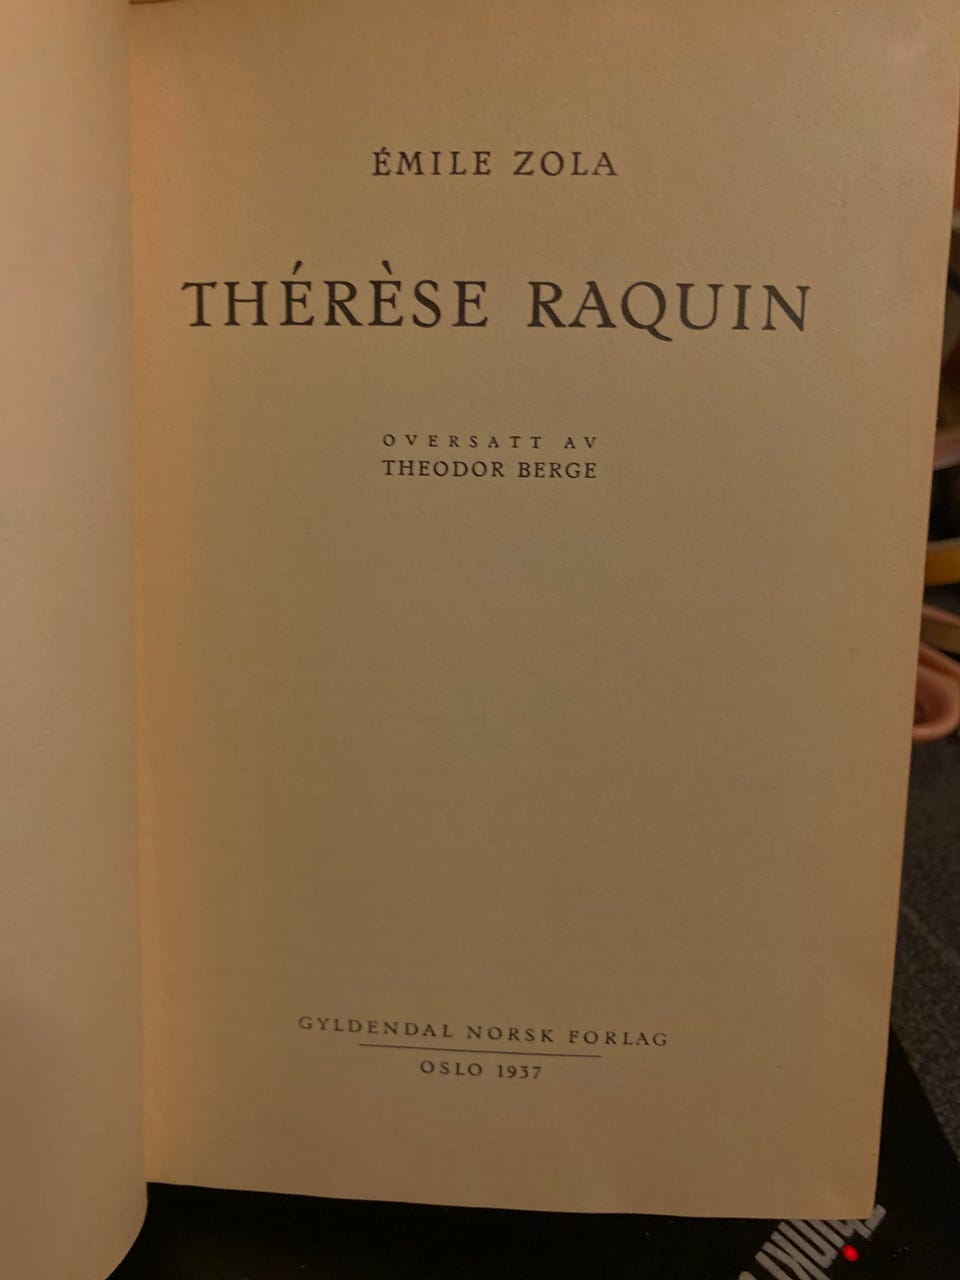 ÉMILE ZOLA
THÉRÈSE RAQUIN
OVERSATT AV
THEODOR BERGE
GYLDENDAL NORSK FORLAG
OSLO 1937